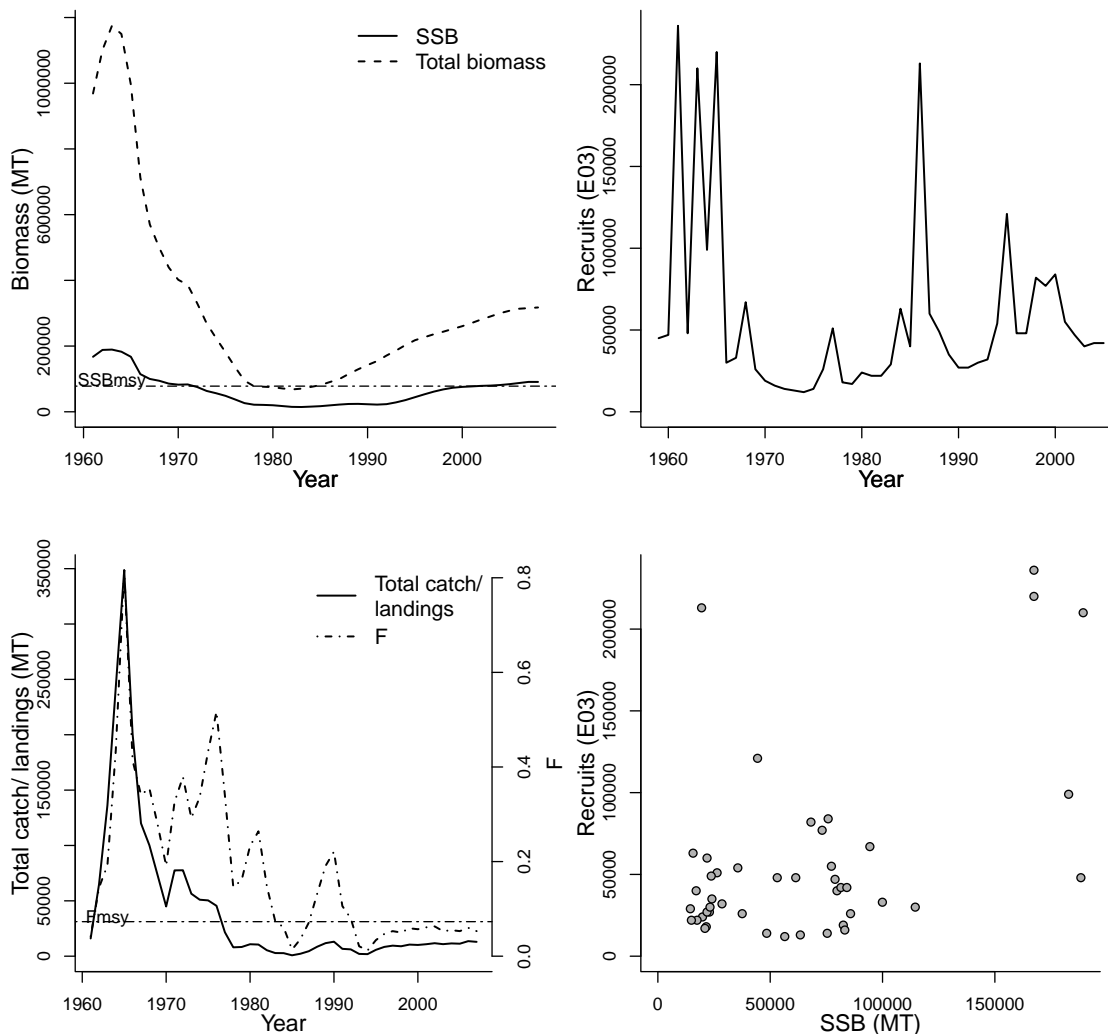 SSB
Total biomass
Biomass (MT)
0
200000
600000
1000000
SSBmsy
1960
1970
1980
1990
2000
Year
Recruits (E03)
0
50000
100000
150000
200000
1960
1970
1980
1990
2000
Year
Total catch/
landings
F
Total catch/ landings (MT)
0
50000
150000
250000
350000
Fmsy
0.0
0.2
0.4
0.6
0.8
F
1960
1970
1980
1990
2000
Year
Recruits (E03)
0
50000
100000
150000
200000
0
50000
100000
150000
SSB (MT)